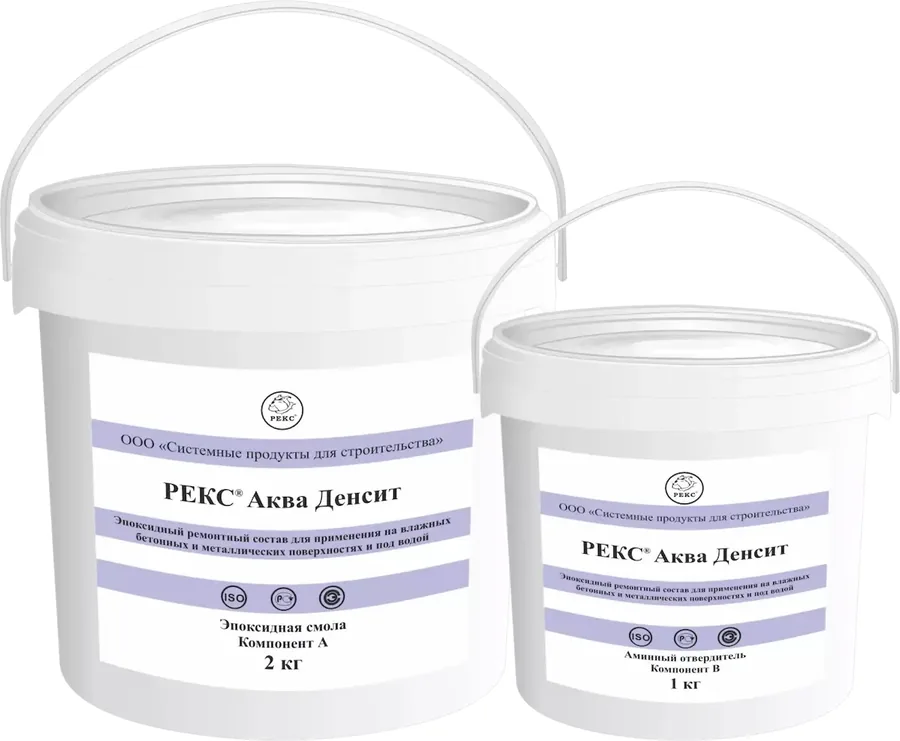 РЕКС®
ООО «Системные продукты для строительства»
РЕКС® Аква Денсит
Эпоксидный ремонтный состав для применения на влажных
бетонных и металлических поверхностях и под водой
ISO
Эпоксидная смола
Компонент А
2 кг
РЕКС®
ООО «Системные продукты для строительства»
РЕКС® Аква Денсит
Эпоксидный ремонтный состав для применения на влажных
бетонных и металлических поверхностях и под водой
ISO
Аминный отвердитель
Компонент В
1 кг